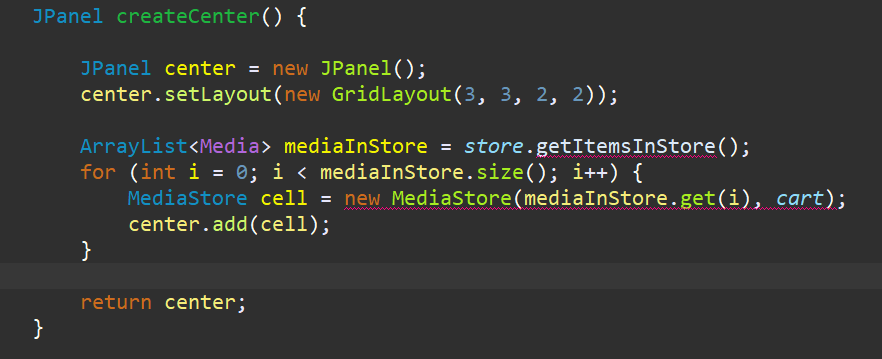 JPanel createCenter() {
JPanel center = new JPanel();
center.setLayout(new GridLayout(3, 3, 2, 2));
ArrayList<Media> mediaInStore = store.getItemsInStore();
for (int i = 0; i < mediaInStore.size(); i++) {
MediaStore cell = new MediaStore(mediaInStore.get(i), cart);
center.add(cell);
}
return center;
}